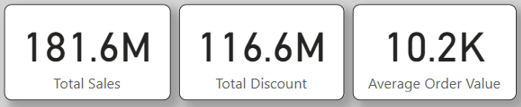 181.6M
Total Sales
116.6M
Total Discount
10.2K
Average Order Value